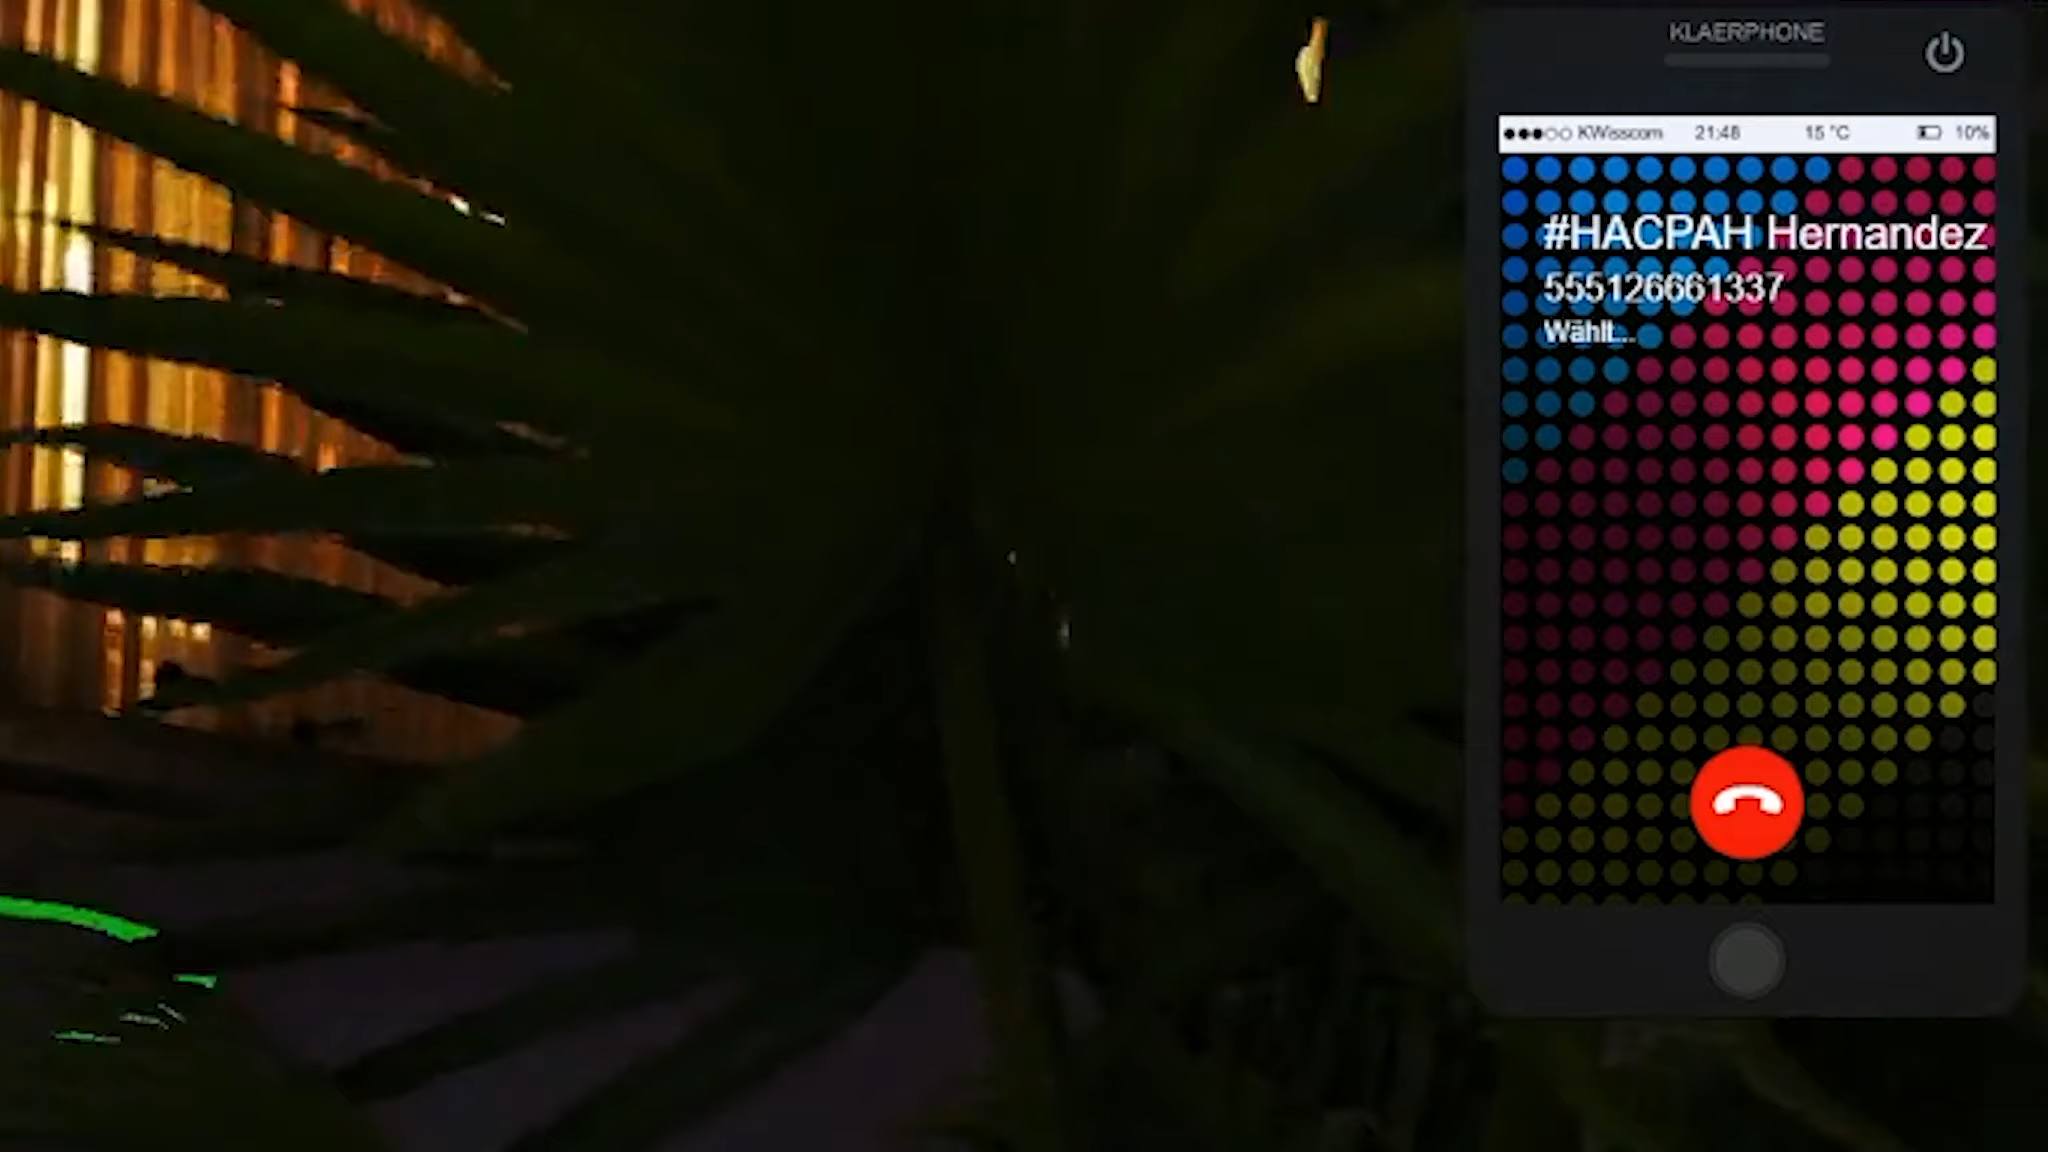 KLAERPHONE
KWisscom 21:48 15 °C 10%
#HACPAH Hernandez
555126661337
Wählt...